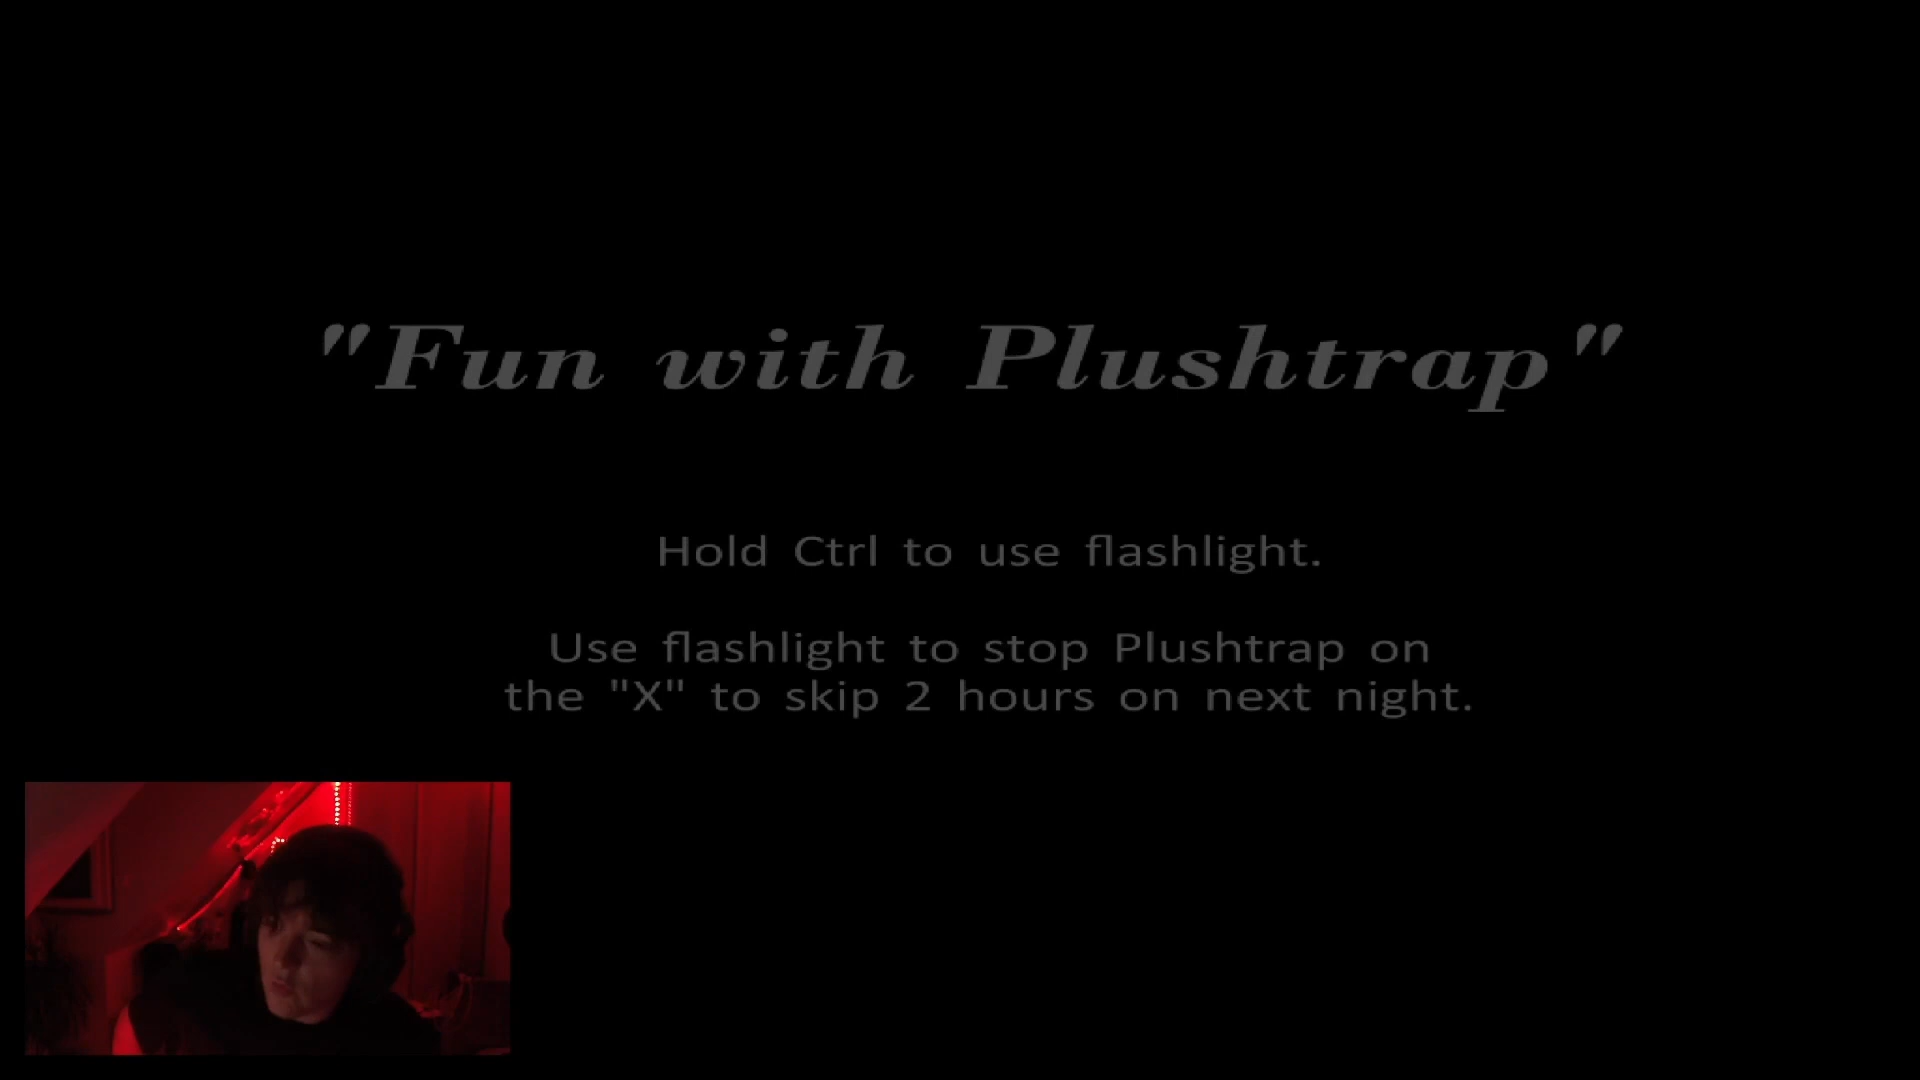 "Fun with Plushtrap"
Hold Ctrl to use flashlight.
Use flashlight to stop Plushtrap on
the "X" to skip 2 hours on next night.